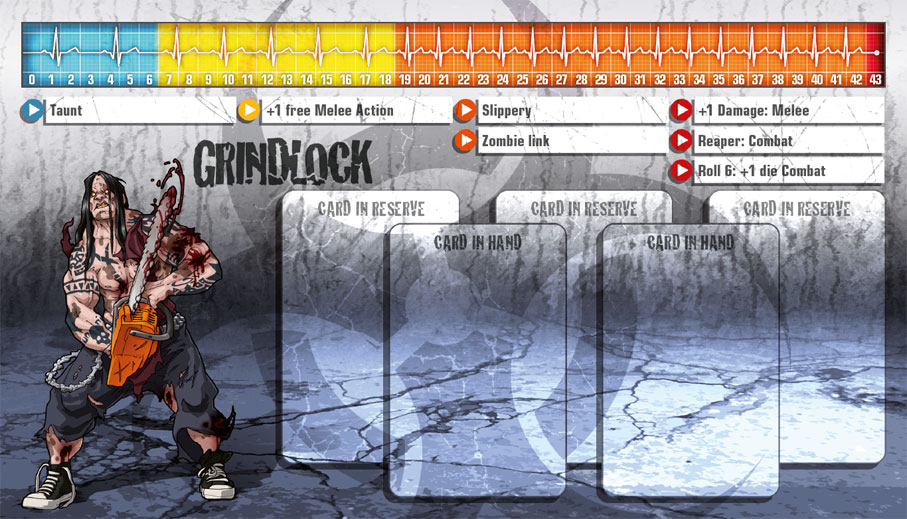 0 1 2 3 4 5 6 7 8 9 10 11 12 13 14 15 16 17 18 19 20 21 22 23 24 25 26 27 28 29 30 31 32 33 34 35 36 37 38 39 40 41 42 43
Taunt
+1 free Melee Action
Slippery
+1 Damage: Melee
Zombie link
Reaper: Combat
Roll 6: +1 die Combat
GRINDLOCK
CARD IN RESERVE
CARD IN RESERVE
CARD IN RESERVE
CARD IN HAND
CARD IN HAND